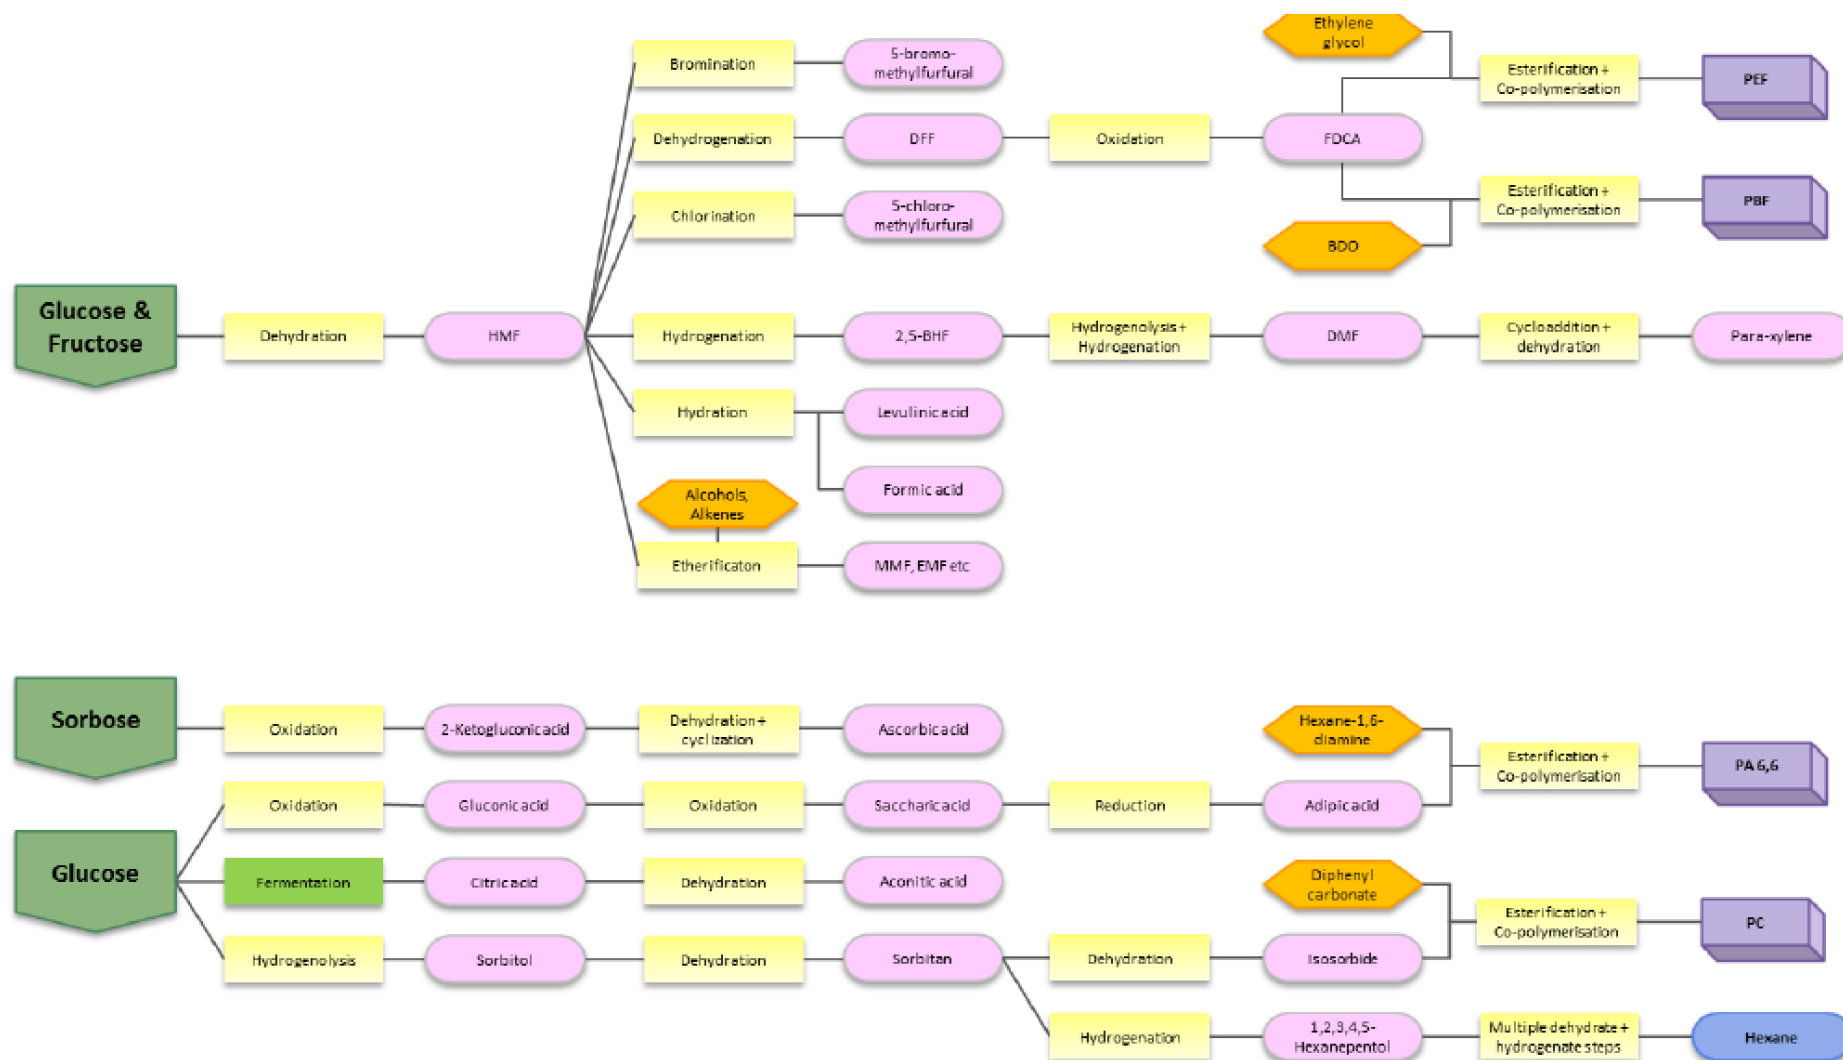 Ethylene
glycol
Bromination
5-bromo-
methylfurfural
Esterification +
Co-polymerisation
PEF
Dehydrogenation
DFF
Oxidation
FDCA
Chlorination
5-chloro-
methylfurfural
Esterification +
Co-polymerisation
PBF
BDO
Glucose &
Fructose
Dehydration
HMF
Hydrogenation
2,5-BHF
Hydrogenolysis +
Hydrogenation
DMF
Cycloaddition +
dehydration
Para-xylene
Hydration
Levulinic acid
Formic acid
Alcohols,
Alkenes
Etherificaton
MMF, EMF etc
Sorbose
Oxidation
2-Ketogluconic acid
Dehydration +
cyclization
Ascorbic acid
Hexane-1,6-
diamine
Esterification +
Co-polymerisation
PA 6,6
Oxidation
Gluconic acid
Oxidation
Saccharic acid
Reduction
Adipic acid
Glucose
Fermentation
Citric acid
Dehydration
Aconitic acid
Diphenyl
carbonate
Esterification +
Co-polymerisation
PC
Hydrogenolysis
Sorbitol
Dehydration
Sorbitan
Dehydration
Isosorbide
Hydrogenation
1,2,3,4,5-
Hexanepentol
Multiple dehydrate +
hydrogenate steps
Hexane